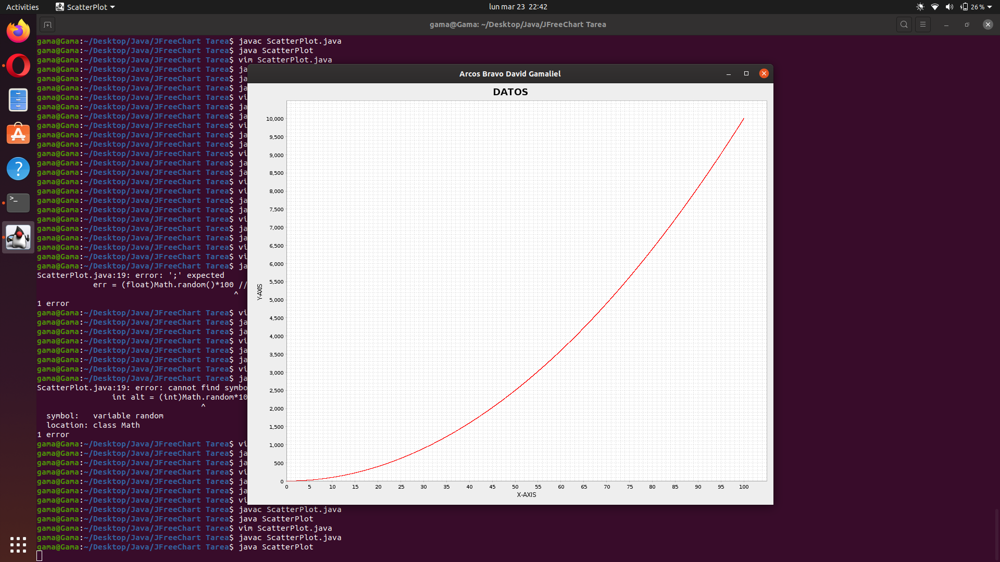 Activities
ScatterPlot
lun mar 23 22:42
26 %
gama@Gama: ~/Desktop/Java/JFreeChart Tarea
gama@Gama:~/Desktop/Java/JFreeChart Tarea$ javac ScatterPlot.java
gama@Gama:~/Desktop/Java/JFreeChart Tarea$ java ScatterPlot
gama@Gama:~/Desktop/Java/JFreeChart Tarea$ vim ScatterPlot.java
gama@Gama:~/Desktop/Java/JFreeChart Tarea$ ja
gama@Gama:~/Desktop/Java/JFreeChart Tarea$ ja
gama@Gama:~/Desktop/Java/JFreeChart Tarea$ ja
gama@Gama:~/Desktop/Java/JFreeChart Tarea$ vi
gama@Gama:~/Desktop/Java/JFreeChart Tarea$ ja
gama@Gama:~/Desktop/Java/JFreeChart Tarea$ ja
gama@Gama:~/Desktop/Java/JFreeChart Tarea$ vi
gama@Gama:~/Desktop/Java/JFreeChart Tarea$ ja
gama@Gama:~/Desktop/Java/JFreeChart Tarea$ ja
gama@Gama:~/Desktop/Java/JFreeChart Tarea$ vi
gama@Gama:~/Desktop/Java/JFreeChart Tarea$ ja
gama@Gama:~/Desktop/Java/JFreeChart Tarea$ ja
gama@Gama:~/Desktop/Java/JFreeChart Tarea$ vi
gama@Gama:~/Desktop/Java/JFreeChart Tarea$ vi
gama@Gama:~/Desktop/Java/JFreeChart Tarea$ ja
gama@Gama:~/Desktop/Java/JFreeChart Tarea$ ja
gama@Gama:~/Desktop/Java/JFreeChart Tarea$ vi
gama@Gama:~/Desktop/Java/JFreeChart Tarea$ ja
gama@Gama:~/Desktop/Java/JFreeChart Tarea$ ja
gama@Gama:~/Desktop/Java/JFreeChart Tarea$ vi
gama@Gama:~/Desktop/Java/JFreeChart Tarea$ vi
gama@Gama:~/Desktop/Java/JFreeChart Tarea$ ja
ScatterPlot.java:19: error: ';' expected
err = (float)Math.random()*100 //
^
1 error
gama@Gama:~/Desktop/Java/JFreeChart Tarea$ vi
gama@Gama:~/Desktop/Java/JFreeChart Tarea$ ja
gama@Gama:~/Desktop/Java/JFreeChart Tarea$ ja
gama@Gama:~/Desktop/Java/JFreeChart Tarea$ vi
gama@Gama:~/Desktop/Java/JFreeChart Tarea$ ja
gama@Gama:~/Desktop/Java/JFreeChart Tarea$ ja
gama@Gama:~/Desktop/Java/JFreeChart Tarea$ vi
gama@Gama:~/Desktop/Java/JFreeChart Tarea$ ja
ScatterPlot.java:19: error: cannot find symbo
int alt = (int)Math.random*10
^
symbol:   variable random
location: class Math
1 error
gama@Gama:~/Desktop/Java/JFreeChart Tarea$ vi
gama@Gama:~/Desktop/Java/JFreeChart Tarea$ ja
gama@Gama:~/Desktop/Java/JFreeChart Tarea$ ja
gama@Gama:~/Desktop/Java/JFreeChart Tarea$ vi
gama@Gama:~/Desktop/Java/JFreeChart Tarea$ ja
gama@Gama:~/Desktop/Java/JFreeChart Tarea$ ja
gama@Gama:~/Desktop/Java/JFreeChart Tarea$ vi
gama@Gama:~/Desktop/Java/JFreeChart Tarea$ javac ScatterPlot.java
gama@Gama:~/Desktop/Java/JFreeChart Tarea$ java ScatterPlot
gama@Gama:~/Desktop/Java/JFreeChart Tarea$ vim ScatterPlot.java
gama@Gama:~/Desktop/Java/JFreeChart Tarea$ javac ScatterPlot.java
gama@Gama:~/Desktop/Java/JFreeChart Tarea$ java ScatterPlot
Arcos Bravo David Gamaliel
DATOS
10,000
9,500
9,000
8,500
8,000
7,500
7,000
6,500
6,000
5,500
5,000
4,500
4,000
3,500
3,000
2,500
2,000
1,500
1,000
500
0
Y-AXIS
0 5 10 15 20 25 30 35 40 45 50 55 60 65 70 75 80 85 90 95 100
X-AXIS